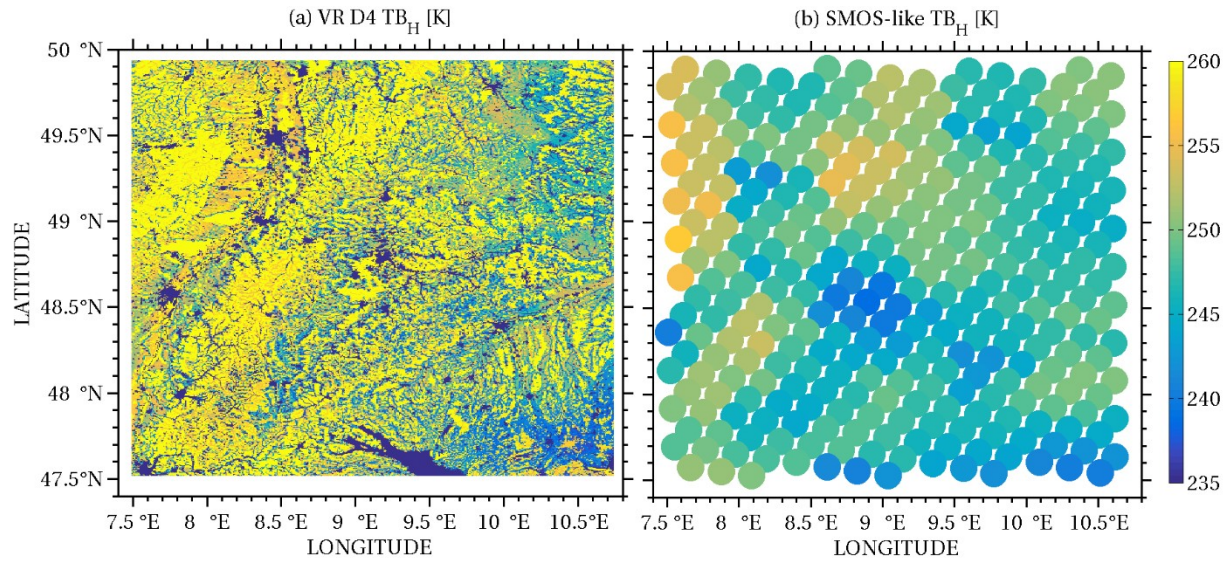 (a) VR D4 TB_H [K]
(b) SMOS-like TB_H [K]
50 °N
49.5 °N
49 °N
48.5 °N
48 °N
47.5°N
LATITUDE
7.5 °E 8 °E 8.5 °E 9 °E 9.5 °E 10 °E 10.5 °E
LONGITUDE
7.5 °E 8 °E 8.5 °E 9 °E 9.5 °E 10 °E 10.5 °E
LONGITUDE
260
255
250
245
240
235